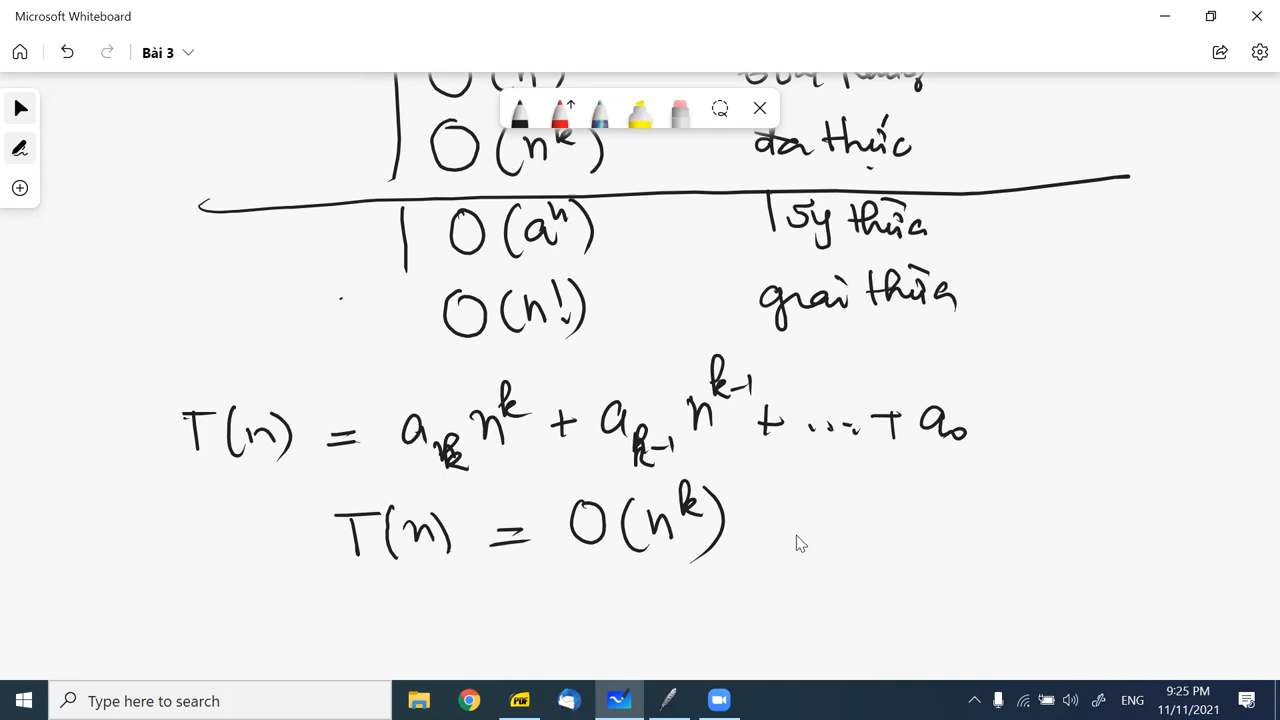 Microsoft Whiteboard
Bài 3
O(n)
O(n^k) đa thức
O(a^n) lũy thừa
O(n!) giai thừa
T(n) = a_k n^k + a_{k-1} n^{k-1} + ... + a_0
T(n) = O(n^k)
Type here to search
PDF
ENG
9:25 PM
11/11/2021